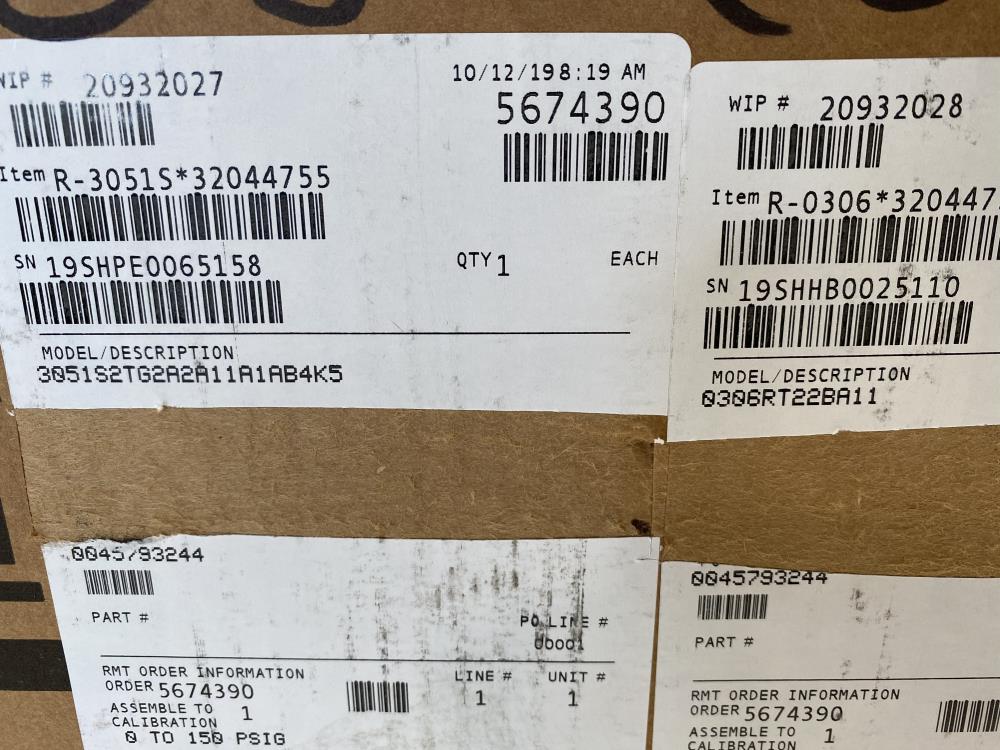 WIP # 20932027
10/12/19 8:19 AM
5674390
Item R-3051S*32044755
SN 19SHPE0065158
QTY 1 EACH
MODEL/DESCRIPTION
3051S2TG2A2A11A1AB4K5
WIP # 20932028
Item R-0306*3204475
SN 19SHHB0025110
MODEL/DESCRIPTION
0306RT22BA11
0045793244
PART #
PO LINE #
00001
RMT ORDER INFORMATION
ORDER 5674390
LINE # UNIT #
1 1
ASSEMBLE TO 1
CALIBRATION
0 TO 150 PSIG
0045793244
PART #
RMT ORDER INFORMATION
ORDER 5674390
ASSEMBLE TO 1
CALIBRATION